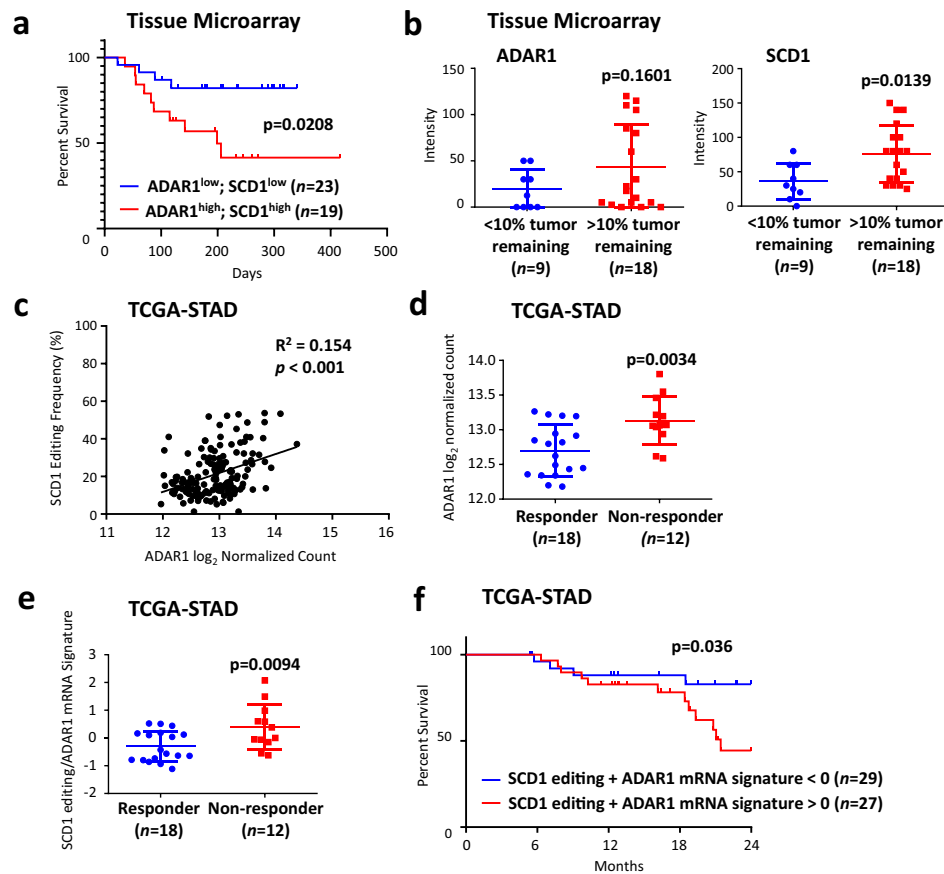 a
Tissue Microarray
Percent Survival
100
50
0
p=0.0208
ADAR1low; SCD1low (n=23)
ADAR1high; SCD1high (n=19)
0 100 200 300 400 500
Days
b
Tissue Microarray
ADAR1
p=0.1601
Intensity
150
100
50
0
<10% tumor remaining (n=9)
>10% tumor remaining (n=18)
SCD1
p=0.0139
Intensity
200
150
100
50
0
<10% tumor remaining (n=9)
>10% tumor remaining (n=18)
c
TCGA-STAD
SCD1 Editing Frequency (%)
100
80
60
40
20
0
R2 = 0.154
p < 0.001
11 12 13 14 15 16
ADAR1 log2 Normalized Count
d
TCGA-STAD
ADAR1 log2 normalized count
p=0.0034
14.0
13.5
13.0
12.5
12.0
Responder (n=18)
Non-responder (n=12)
e
TCGA-STAD
SCD1 editing/ADAR1 mRNA Signature
p=0.0094
3
2
1
0
-1
-2
Responder (n=18)
Non-responder (n=12)
f
TCGA-STAD
Percent Survival
p=0.036
100
50
0
SCD1 editing + ADAR1 mRNA signature < 0 (n=29)
SCD1 editing + ADAR1 mRNA signature > 0 (n=27)
0 6 12 18 24
Months